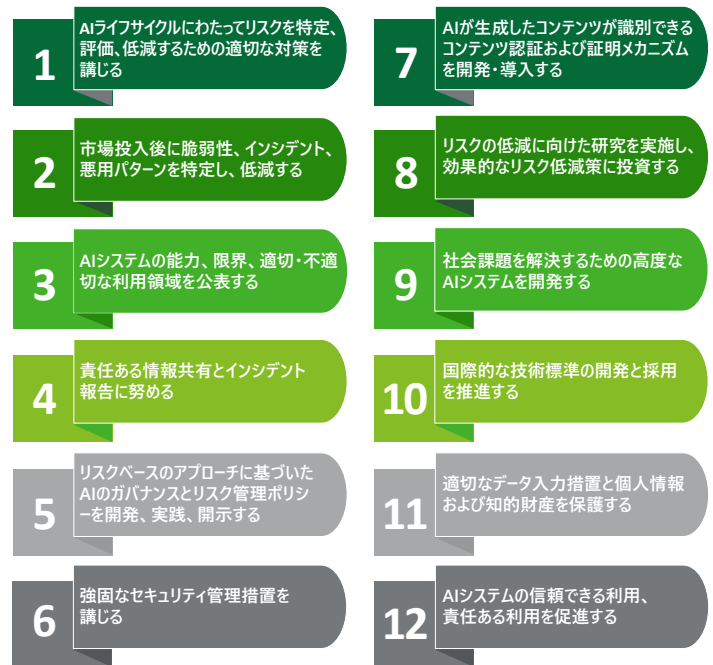 1
AIライフサイクルにわたってリスクを特定、
評価、低減するための適切な対策を
講じる
2
市場投入後に脆弱性、インシデント、
悪用パターンを特定し、低減する
3
AIシステムの能力、限界、適切・不適
切な利用領域を公表する
4
責任ある情報共有とインシデント
報告に努める
5
リスクベースのアプローチに基づいた
AIのガバナンスとリスク管理ポリシ
ーを開発、実践、開示する
6
強固なセキュリティ管理措置を
講じる
7
AIが生成したコンテンツが識別できる
コンテンツ認証および証明メカニズム
を開発・導入する
8
リスクの低減に向けた研究を実施し、
効果的なリスク低減策に投資する
9
社会課題を解決するための高度な
AIシステムを開発する
10
国際的な技術標準の開発と採用
を推進する
11
適切なデータ入力措置と個人情報
および知的財産を保護する
12
AIシステムの信頼できる利用、
責任ある利用を促進する